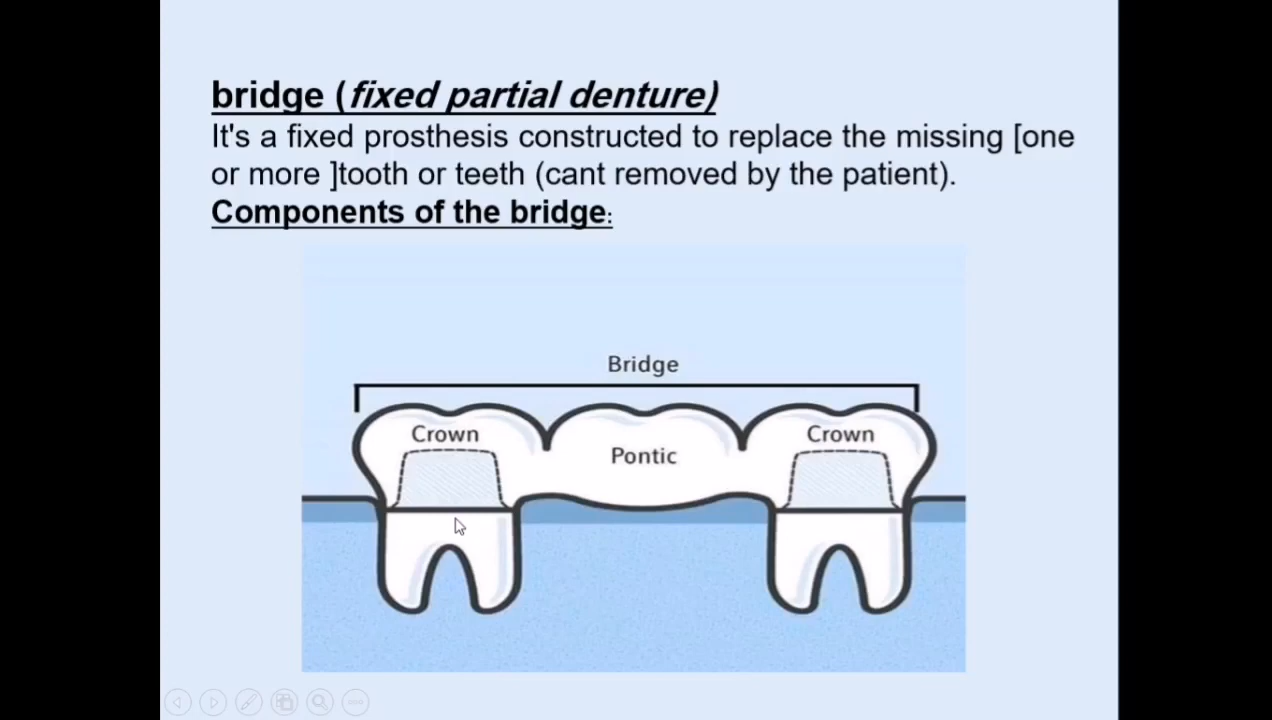 bridge (fixed partial denture)
It's a fixed prosthesis constructed to replace the missing [one
or more ]tooth or teeth (cant removed by the patient).
Components of the bridge:
Bridge
Crown
Pontic
Crown